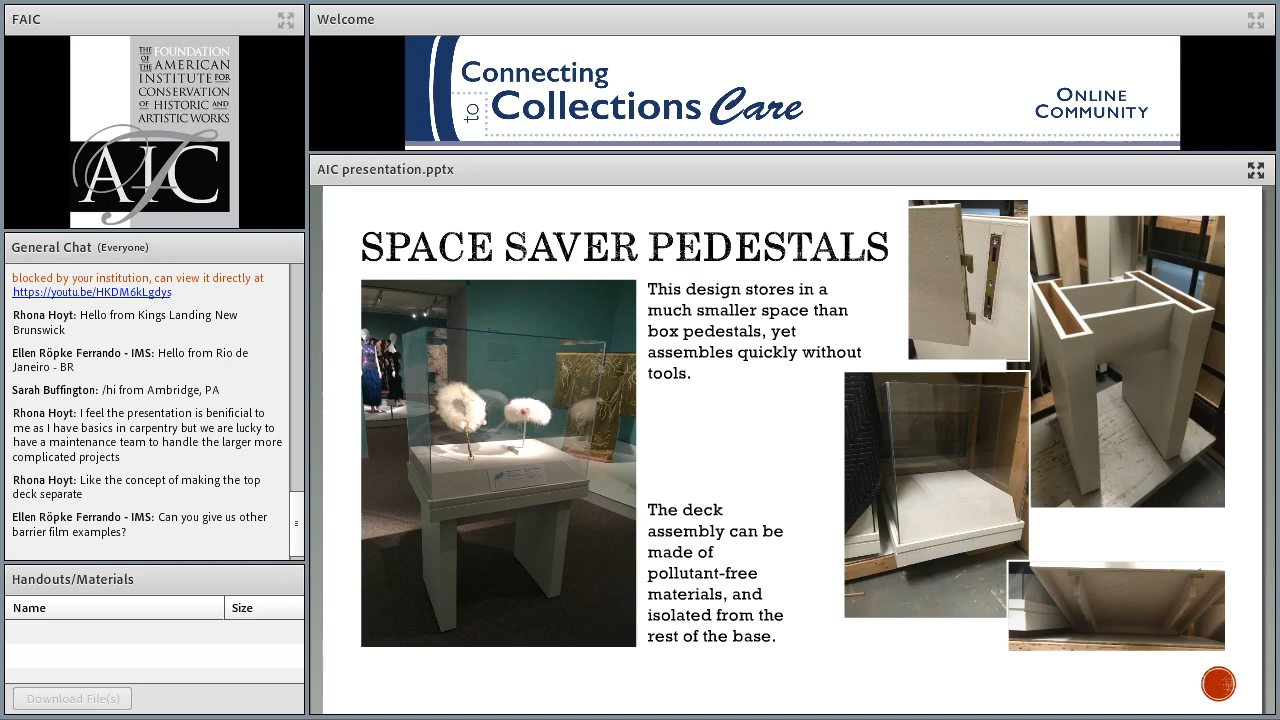 FAIC
THE FOUNDATION
OF THE AMERICAN
INSTITUTE FOR
CONSERVATION
OF HISTORIC AND
ARTISTIC WORKS
AIC
Welcome
Connecting
to Collections Care
ONLINE
COMMUNITY
General Chat (Everyone)
blocked by your institution, can view it directly at
https://youtu.be/HKDM6kLgdys
Rhona Hoyt: Hello from Kings Landing New
Brunswick
Ellen Röpke Ferrando - IMS: Hello from Rio de
Janeiro - BR
Sarah Buffington: /hi from Ambridge, PA
Rhona Hoyt: I feel the presentation is benificial to
me as I have basics in carpentry but we are lucky to
have a maintenance team to handle the larger more
complicated projects
Rhona Hoyt: Like the concept of making the top
deck separate
Ellen Röpke Ferrando - IMS: Can you give us other
barrier film examples?
Handouts/Materials
Name Size
Download File(s)
AIC presentation.pptx
SPACE SAVER PEDESTALS
This design stores in a
much smaller space than
box pedestals, yet
assembles quickly without
tools.
The deck
assembly can be
made of
pollutant-free
materials, and
isolated from the
rest of the base.